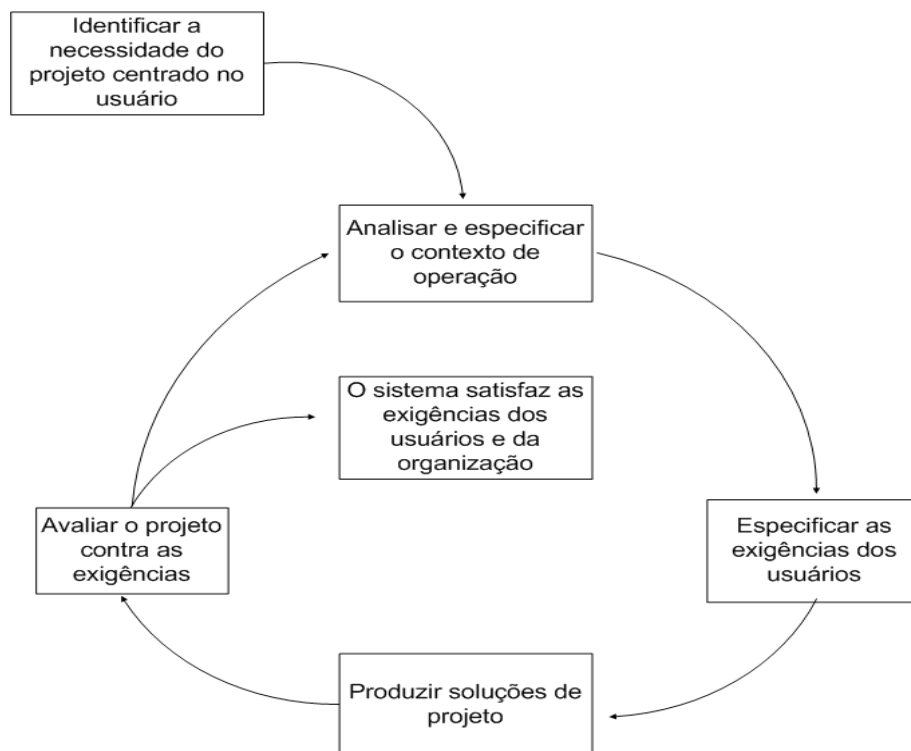 Identificar a
necessidade do
projeto centrado no
usuário
Analisar e especificar
o contexto de
operação
O sistema satisfaz as
exigências dos
usuários e da
organização
Avaliar o projeto
contra as
exigências
Especificar as
exigências dos
usuários
Produzir soluções de
projeto